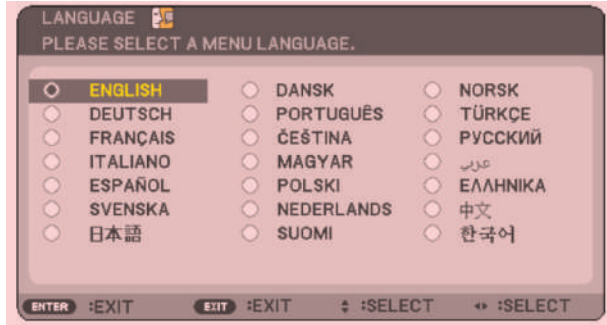 LANGUAGE
PLEASE SELECT A MENU LANGUAGE.
ENGLISH DANSK NORSK
DEUTSCH PORTUGUÊS TÜRKÇE
FRANÇAIS ČEŠTINA РУССКИЙ
ITALIANO MAGYAR عربي
ESPAÑOL POLSKI ΕΛΛΗΝΙΚΑ
SVENSKA NEDERLANDS 中文
日本語 SUOMI 한국어
ENTER :EXIT EXIT :EXIT :SELECT :SELECT